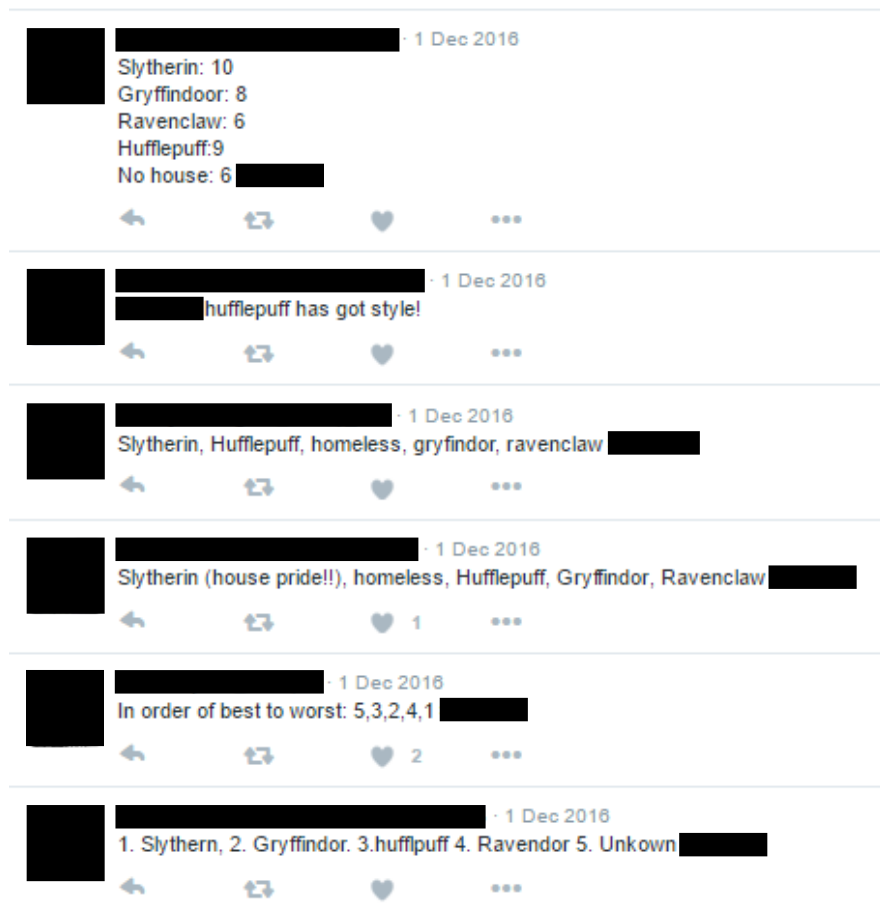 · 1 Dec 2016
Slytherin: 10
Gryffindoor: 8
Ravenclaw: 6
Hufflepuff:9
No house: 6
· 1 Dec 2016
hufflepuff has got style!
· 1 Dec 2016
Slytherin, Hufflepuff, homeless, gryfindor, ravenclaw
· 1 Dec 2016
Slytherin (house pride!!), homeless, Hufflepuff, Gryffindor, Ravenclaw
1
· 1 Dec 2016
In order of best to worst: 5,3,2,4,1
2
· 1 Dec 2016
1. Slythern, 2. Gryffindor. 3.hufflpuff 4. Ravendor 5. Unkown